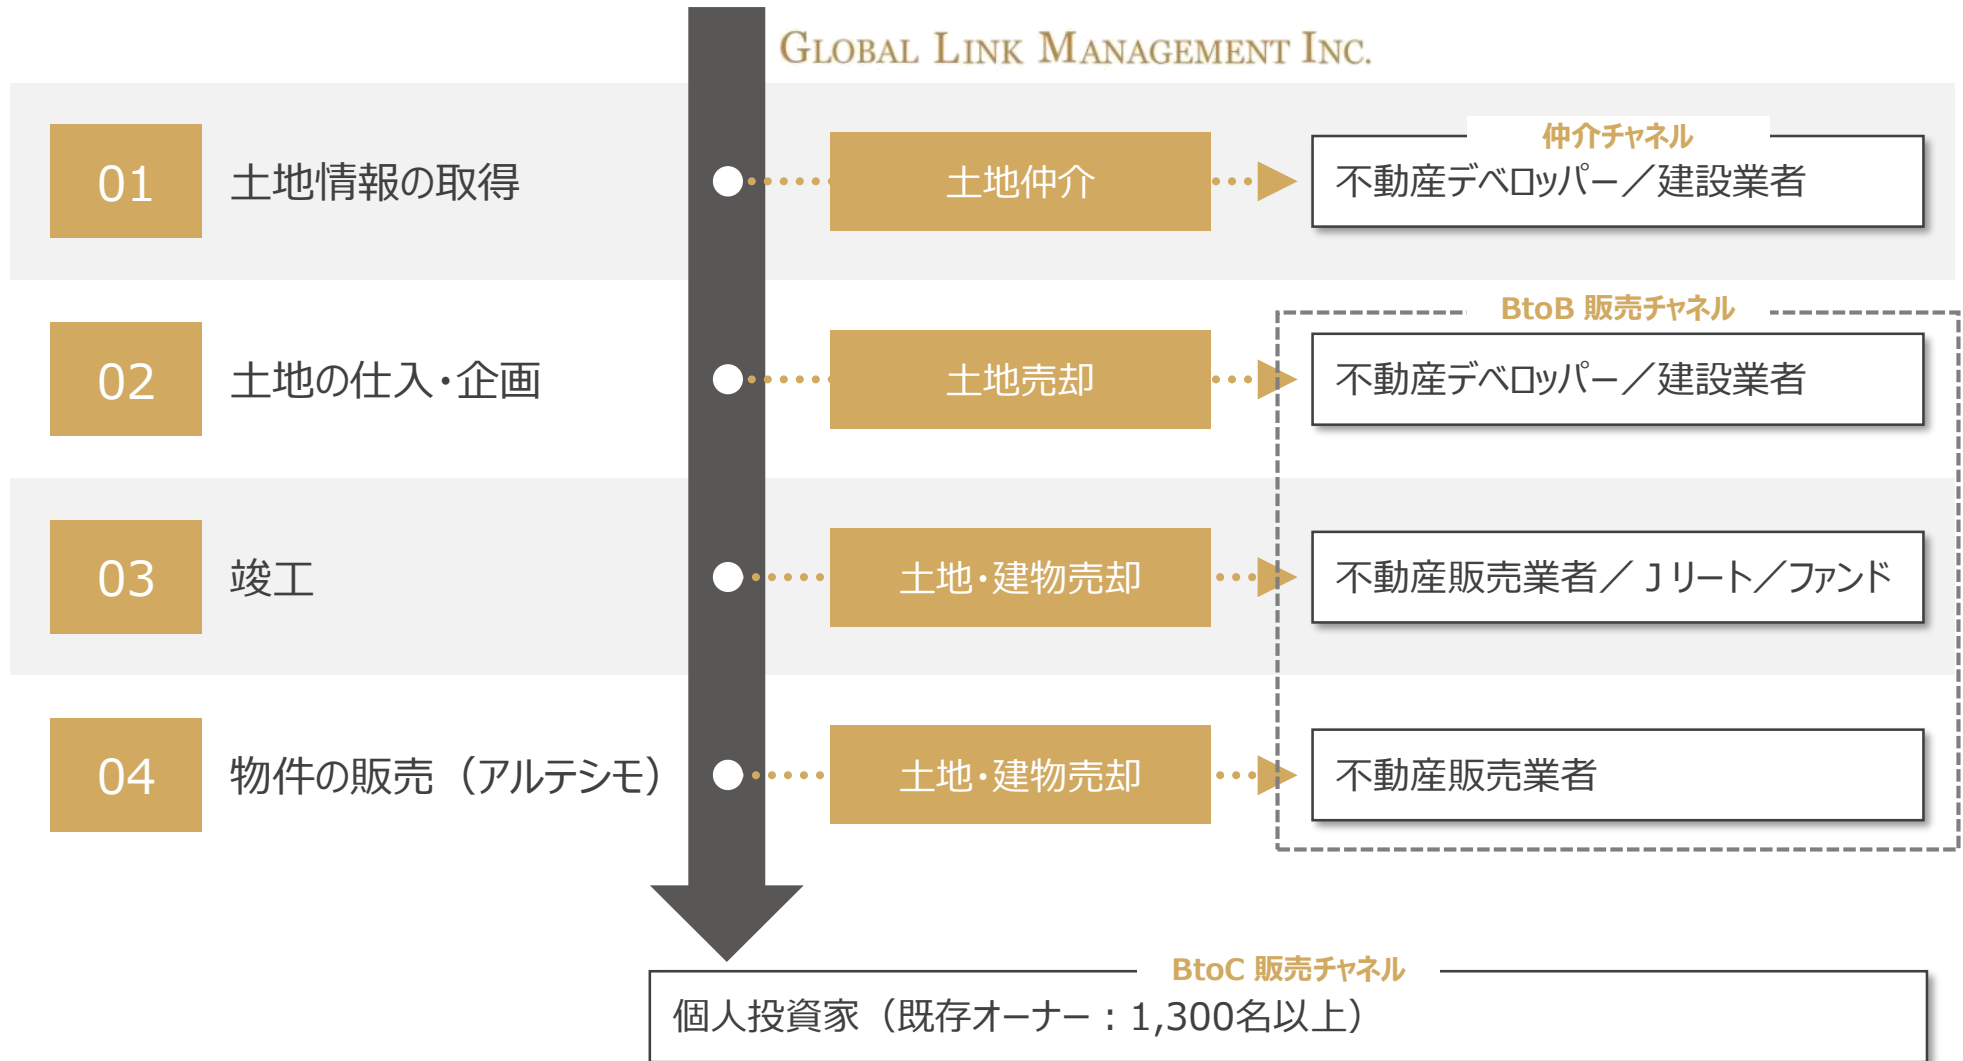 GLOBAL LINK MANAGEMENT INC.
01
土地情報の取得
土地仲介
仲介チャネル
不動産デベロッパー／建設業者
BtoB 販売チャネル
02
土地の仕入・企画
土地売却
不動産デベロッパー／建設業者
03
竣工
土地・建物売却
不動産販売業者／Jリート／ファンド
04
物件の販売（アルテシモ）
土地・建物売却
不動産販売業者
BtoC 販売チャネル
個人投資家（既存オーナー：1,300名以上）